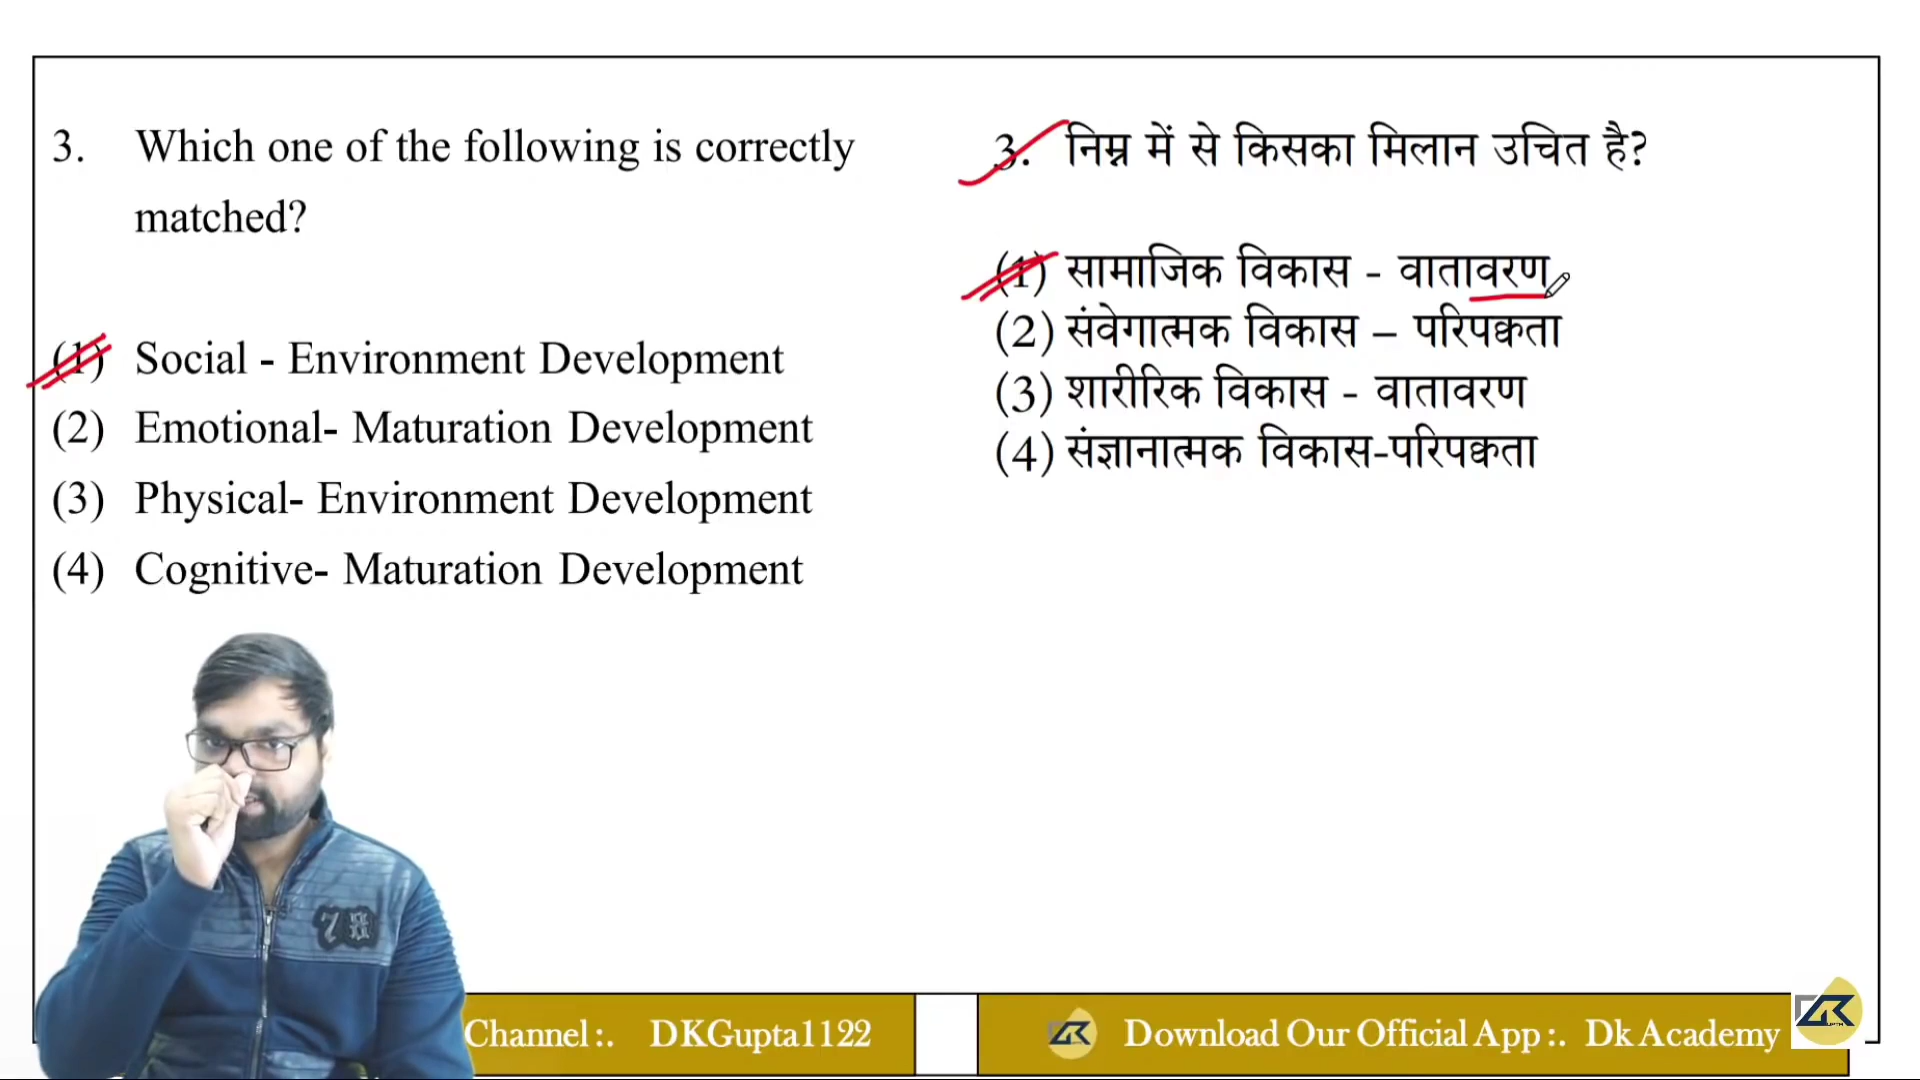 3. Which one of the following is correctly
matched?
(1) Social - Environment Development
(2) Emotional- Maturation Development
(3) Physical- Environment Development
(4) Cognitive- Maturation Development
3. निम्न में से किसका मिलान उचित है?
(1) सामाजिक विकास - वातावरण
(2) संवेगात्मक विकास – परिपक्वता
(3) शारीरिक विकास - वातावरण
(4) संज्ञानात्मक विकास-परिपक्वता
Channel :. DKGupta1122
Download Our Official App :. Dk Academy